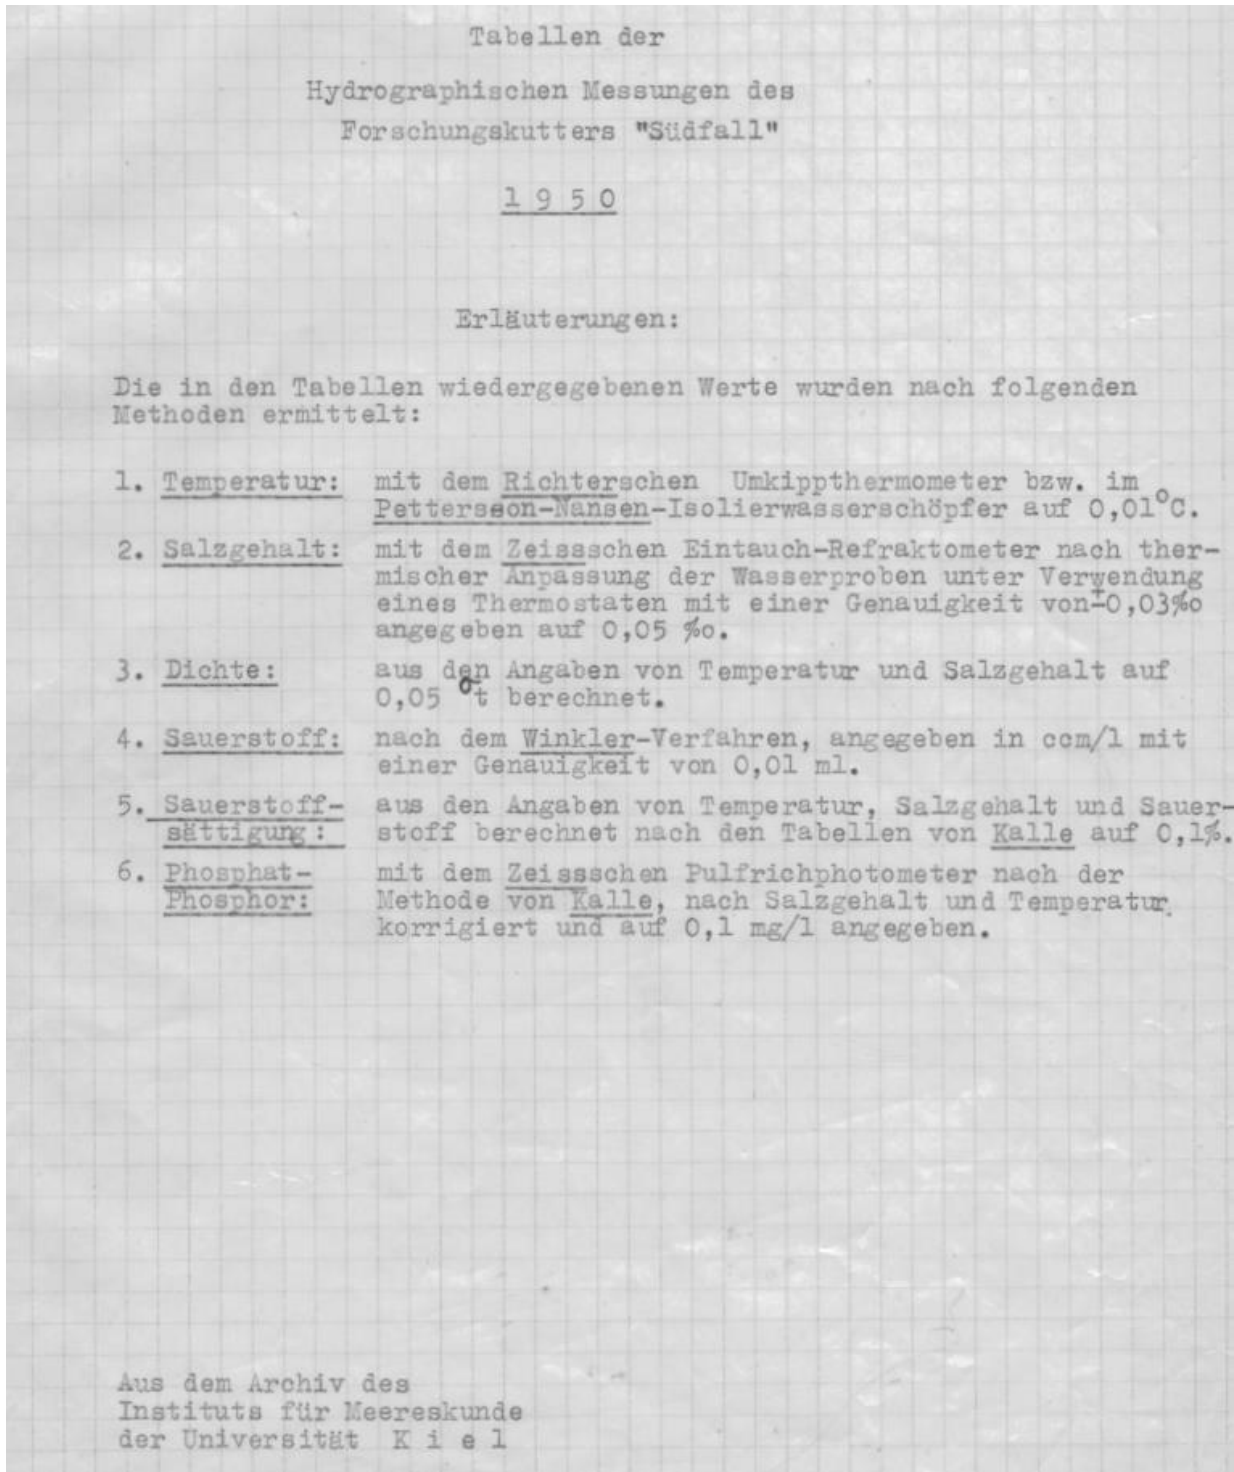 Tabellen der
Hydrographischen Messungen des
Forschungskutters "Südfall"
1 9 5 0
Erläuterungen:
Die in den Tabellen wiedergegebenen Werte wurden nach folgenden
Methoden ermittelt:
1. Temperatur: mit dem Richterschen Umkippthermometer bzw. im
Pettersson-Nansen-Isolierwasserschöpfer auf 0,01°C.
2. Salzgehalt: mit dem Zeissschen Eintauch-Refraktometer nach ther-
mischer Anpassung der Wasserproben unter Verwendung
eines Thermostaten mit einer Genauigkeit von±0,03%o
angegeben auf 0,05 %o.
3. Dichte: aus den Angaben von Temperatur und Salzgehalt auf
0,05 σt berechnet.
4. Sauerstoff: nach dem Winkler-Verfahren, angegeben in ccm/l mit
einer Genauigkeit von 0,01 ml.
5. Sauerstoff- aus den Angaben von Temperatur, Salzgehalt und Sauer-
sättigung: stoff berechnet nach den Tabellen von Kalle auf 0,1%.
6. Phosphat- mit dem Zeissschen Pulfrichphotometer nach der
Phosphor: Methode von Kalle, nach Salzgehalt und Temperatur
korrigiert und auf 0,1 mg/l angegeben.
Aus dem Archiv des
Instituts für Meereskunde
der Universität K i e l